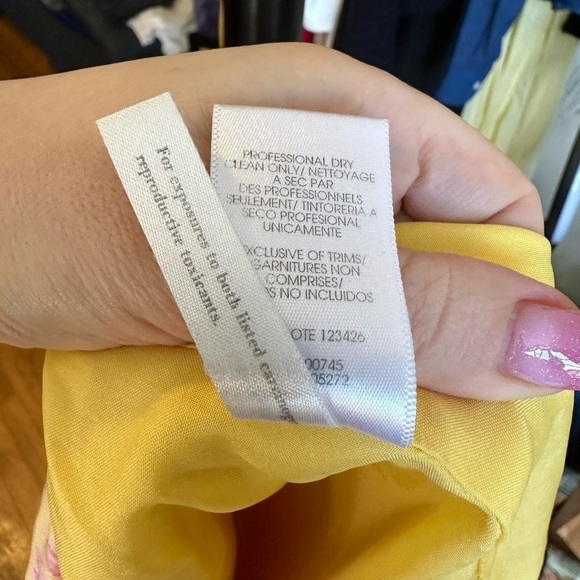 For exposures to both listed
reproductive toxicants.
PROFESSIONAL DRY
CLEAN ONLY/ NETTOYAGE
A SEC PAR
DES PROFESSIONNELS
SEULEMENT/ TINTORERIA A
SECO PROFESIONAL
UNICAMENTE
EXCLUSIVE OF TRIMS/
GARNITURES NON
COMPRISES/
NO INCLUIDOS
123426